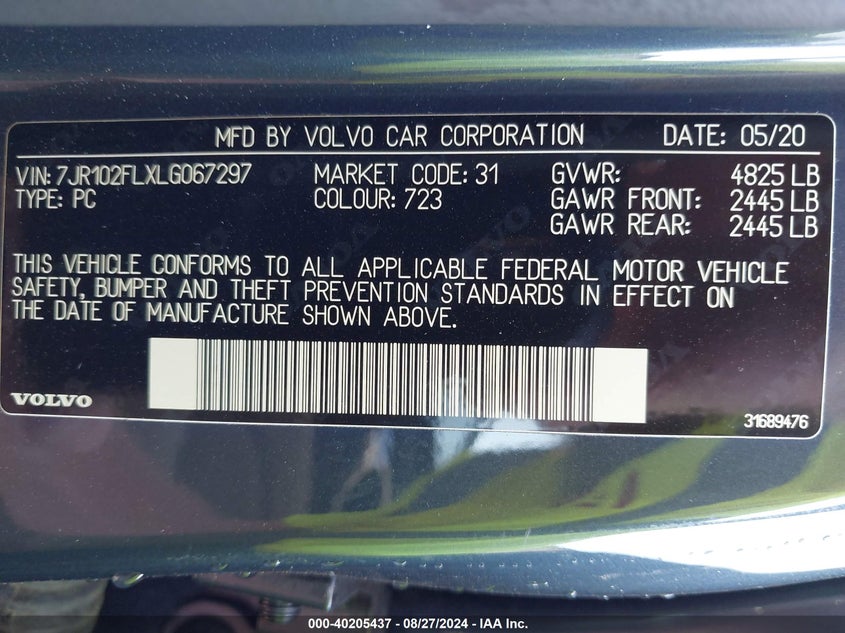 MFD BY VOLVO CAR CORPORATION DATE: 05/20
VIN: 7JR102FLXLG067297 MARKET CODE: 31 GVWR: 4825 LB
TYPE: PC COLOUR: 723 GAWR FRONT: 2445 LB
GAWR REAR: 2445 LB
THIS VEHICLE CONFORMS TO ALL APPLICABLE FEDERAL MOTOR VEHICLE
SAFETY, BUMPER AND THEFT PREVENTION STANDARDS IN EFFECT ON
THE DATE OF MANUFACTURE SHOWN ABOVE.
VOLVO
31689476
000-40205437 - 08/27/2024 - IAA Inc.